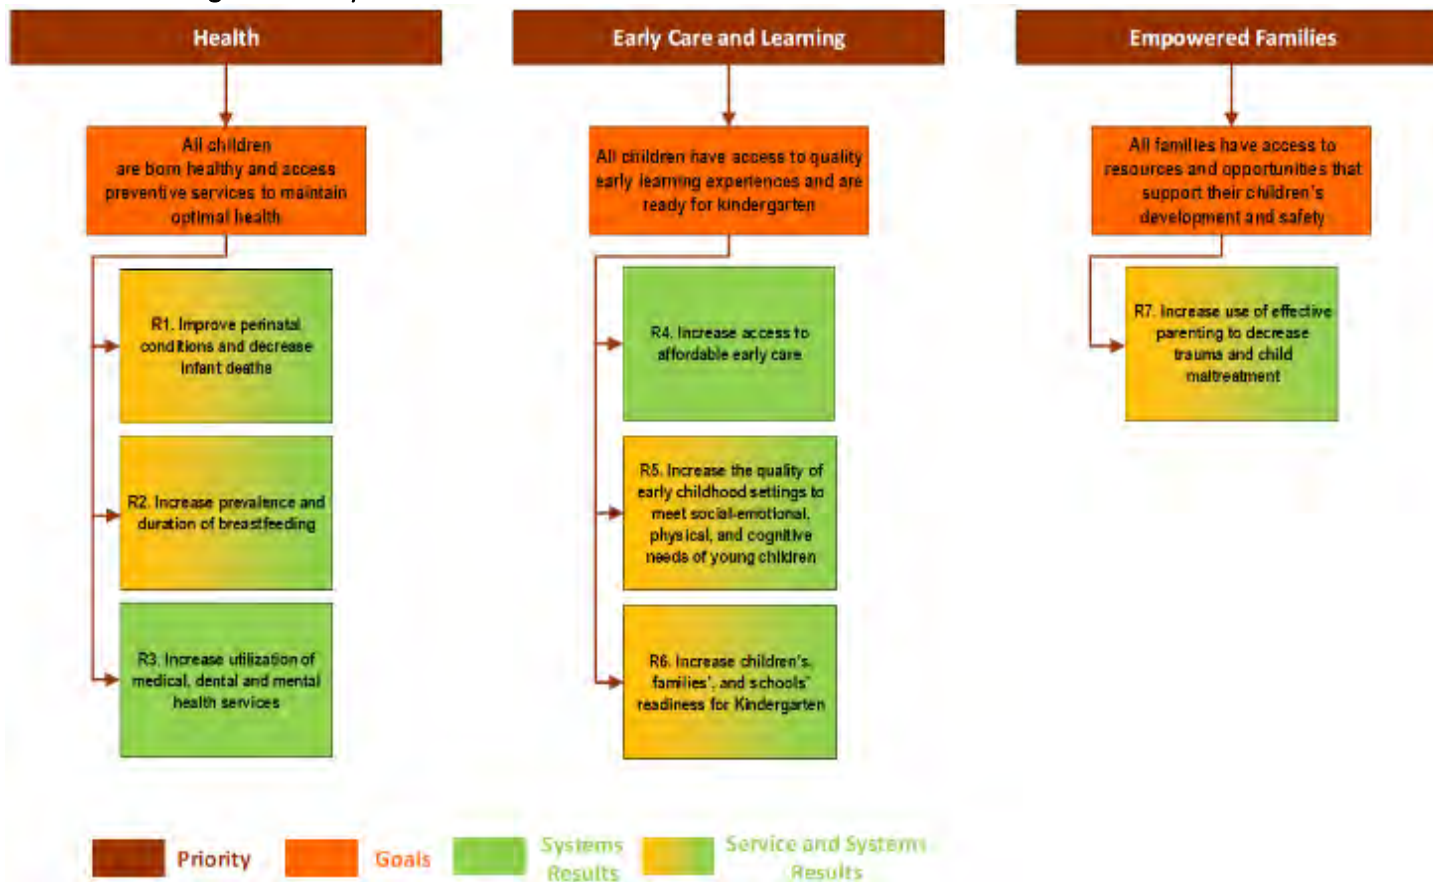 Health
All children
are born healthy and access
preventive services to maintain
optimal health
R1. Improve perinatal
conditions and decrease
infant deaths
R2. Increase prevalence and
duration of breastfeeding
R3. Increase utilization of
medical, dental and mental
health services
Early Care and Learning
All children have access to quality
early learning experiences and are
ready for kindergarten
R4. Increase access to
affordable early care
R5. Increase the quality of
early childhood settings to
meet social-emotional,
physical, and cognitive
needs of young children
R6. Increase children's,
families', and schools'
readiness for Kindergarten
Empowered Families
All families have access to
resources and opportunities that
support their children's
development and safety
R7. Increase use of effective
parenting to decrease
trauma and child
maltreatment
Priority
Goals
Systems
Results
Service and Systems
Results